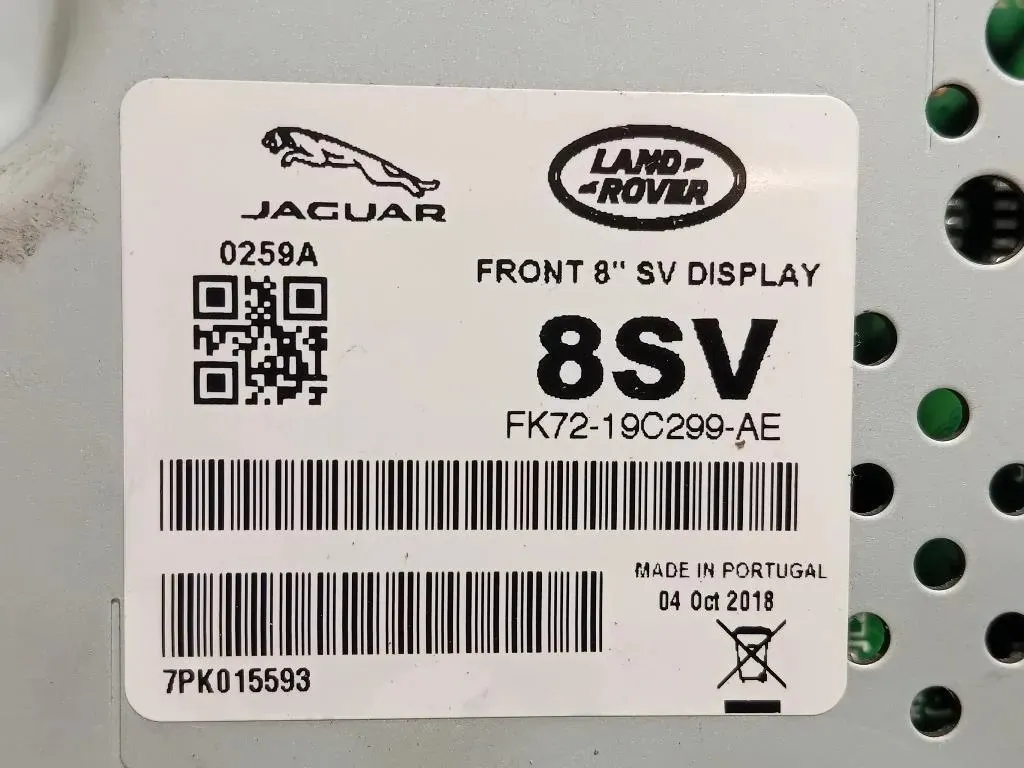 JAGUAR
LAND ROVER
0259A
FRONT 8" SV DISPLAY
8SV
FK72-19C299-AE
MADE IN PORTUGAL
04 Oct 2018
7PK015593